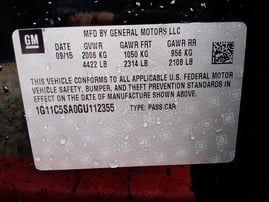 GM
MFD BY GENERAL MOTORS LLC
DATE GVWR GAWR FRT GAWR RR
09/15 2006 KG 1050 KG 956 KG
4422 LB 2314 LB 2108 LB
THIS VEHICLE CONFORMS TO ALL APPLICABLE U.S. FEDERAL MOTOR
VEHICLE SAFETY, BUMPER, AND THEFT PREVENTION STANDARDS IN
EFFECT ON THE DATE OF MANUFACTURE SHOWN ABOVE.
1G11C5SA0GU112355 TYPE: PASS CAR